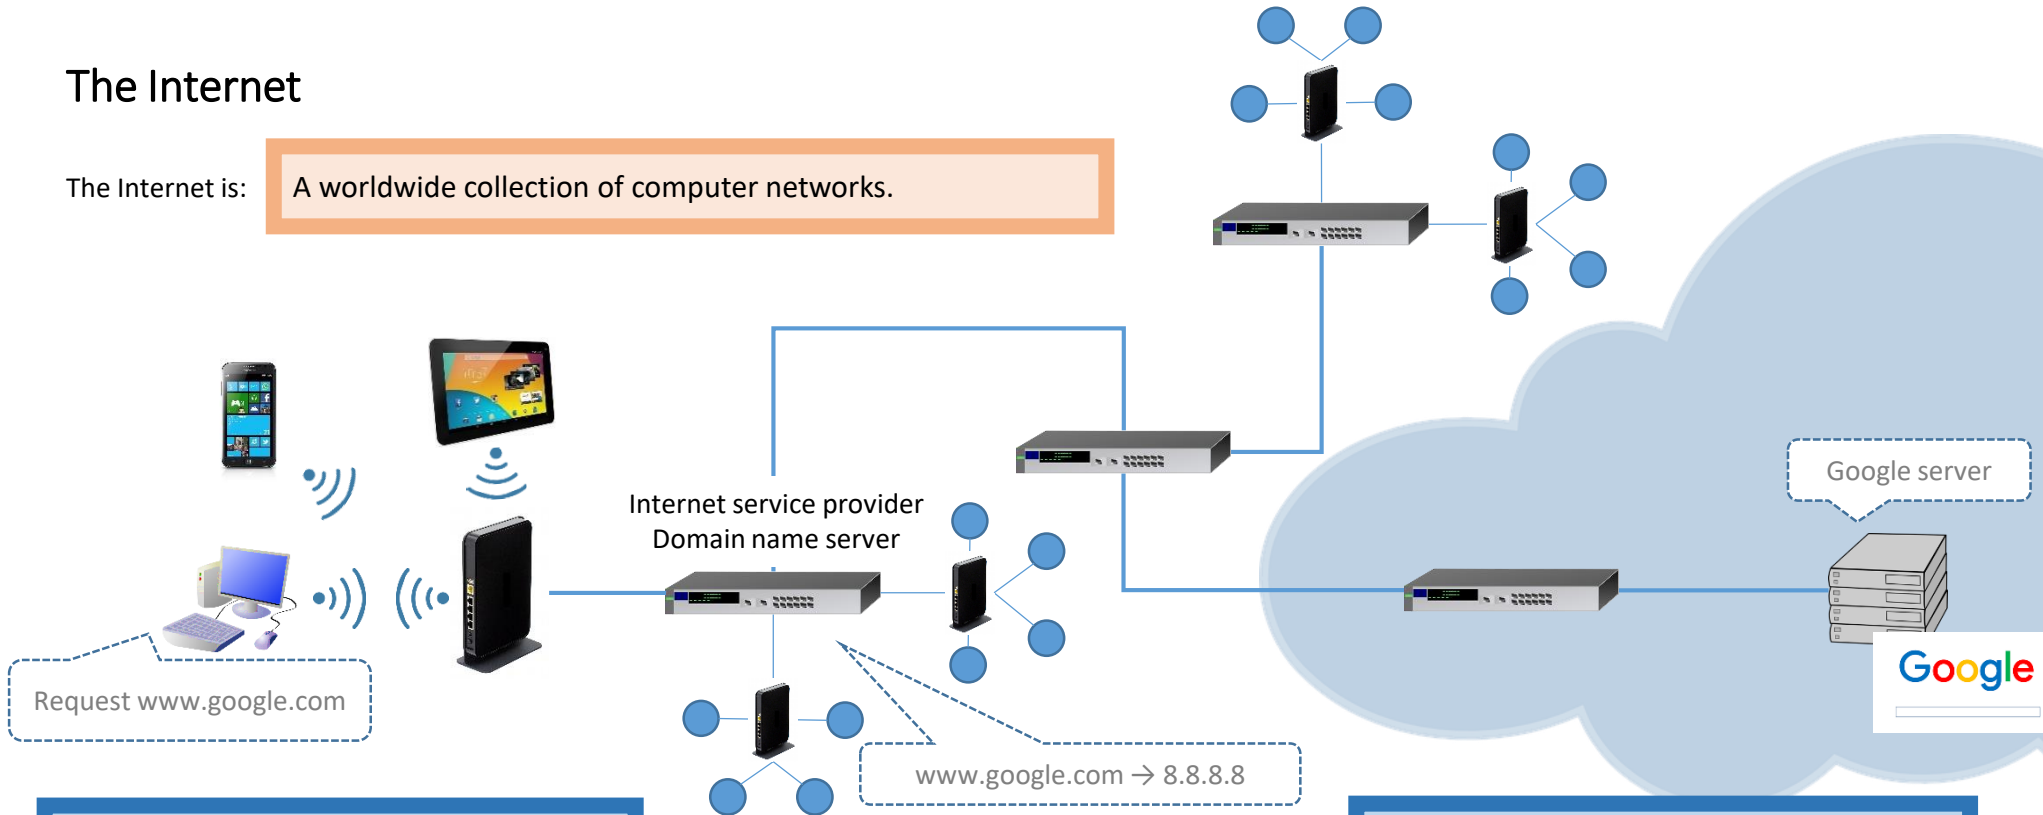 The Internet
The Internet is:
A worldwide collection of computer networks.
Google server
Internet service provider
Domain name server
Request www.google.com
Google
www.google.com → 8.8.8.8